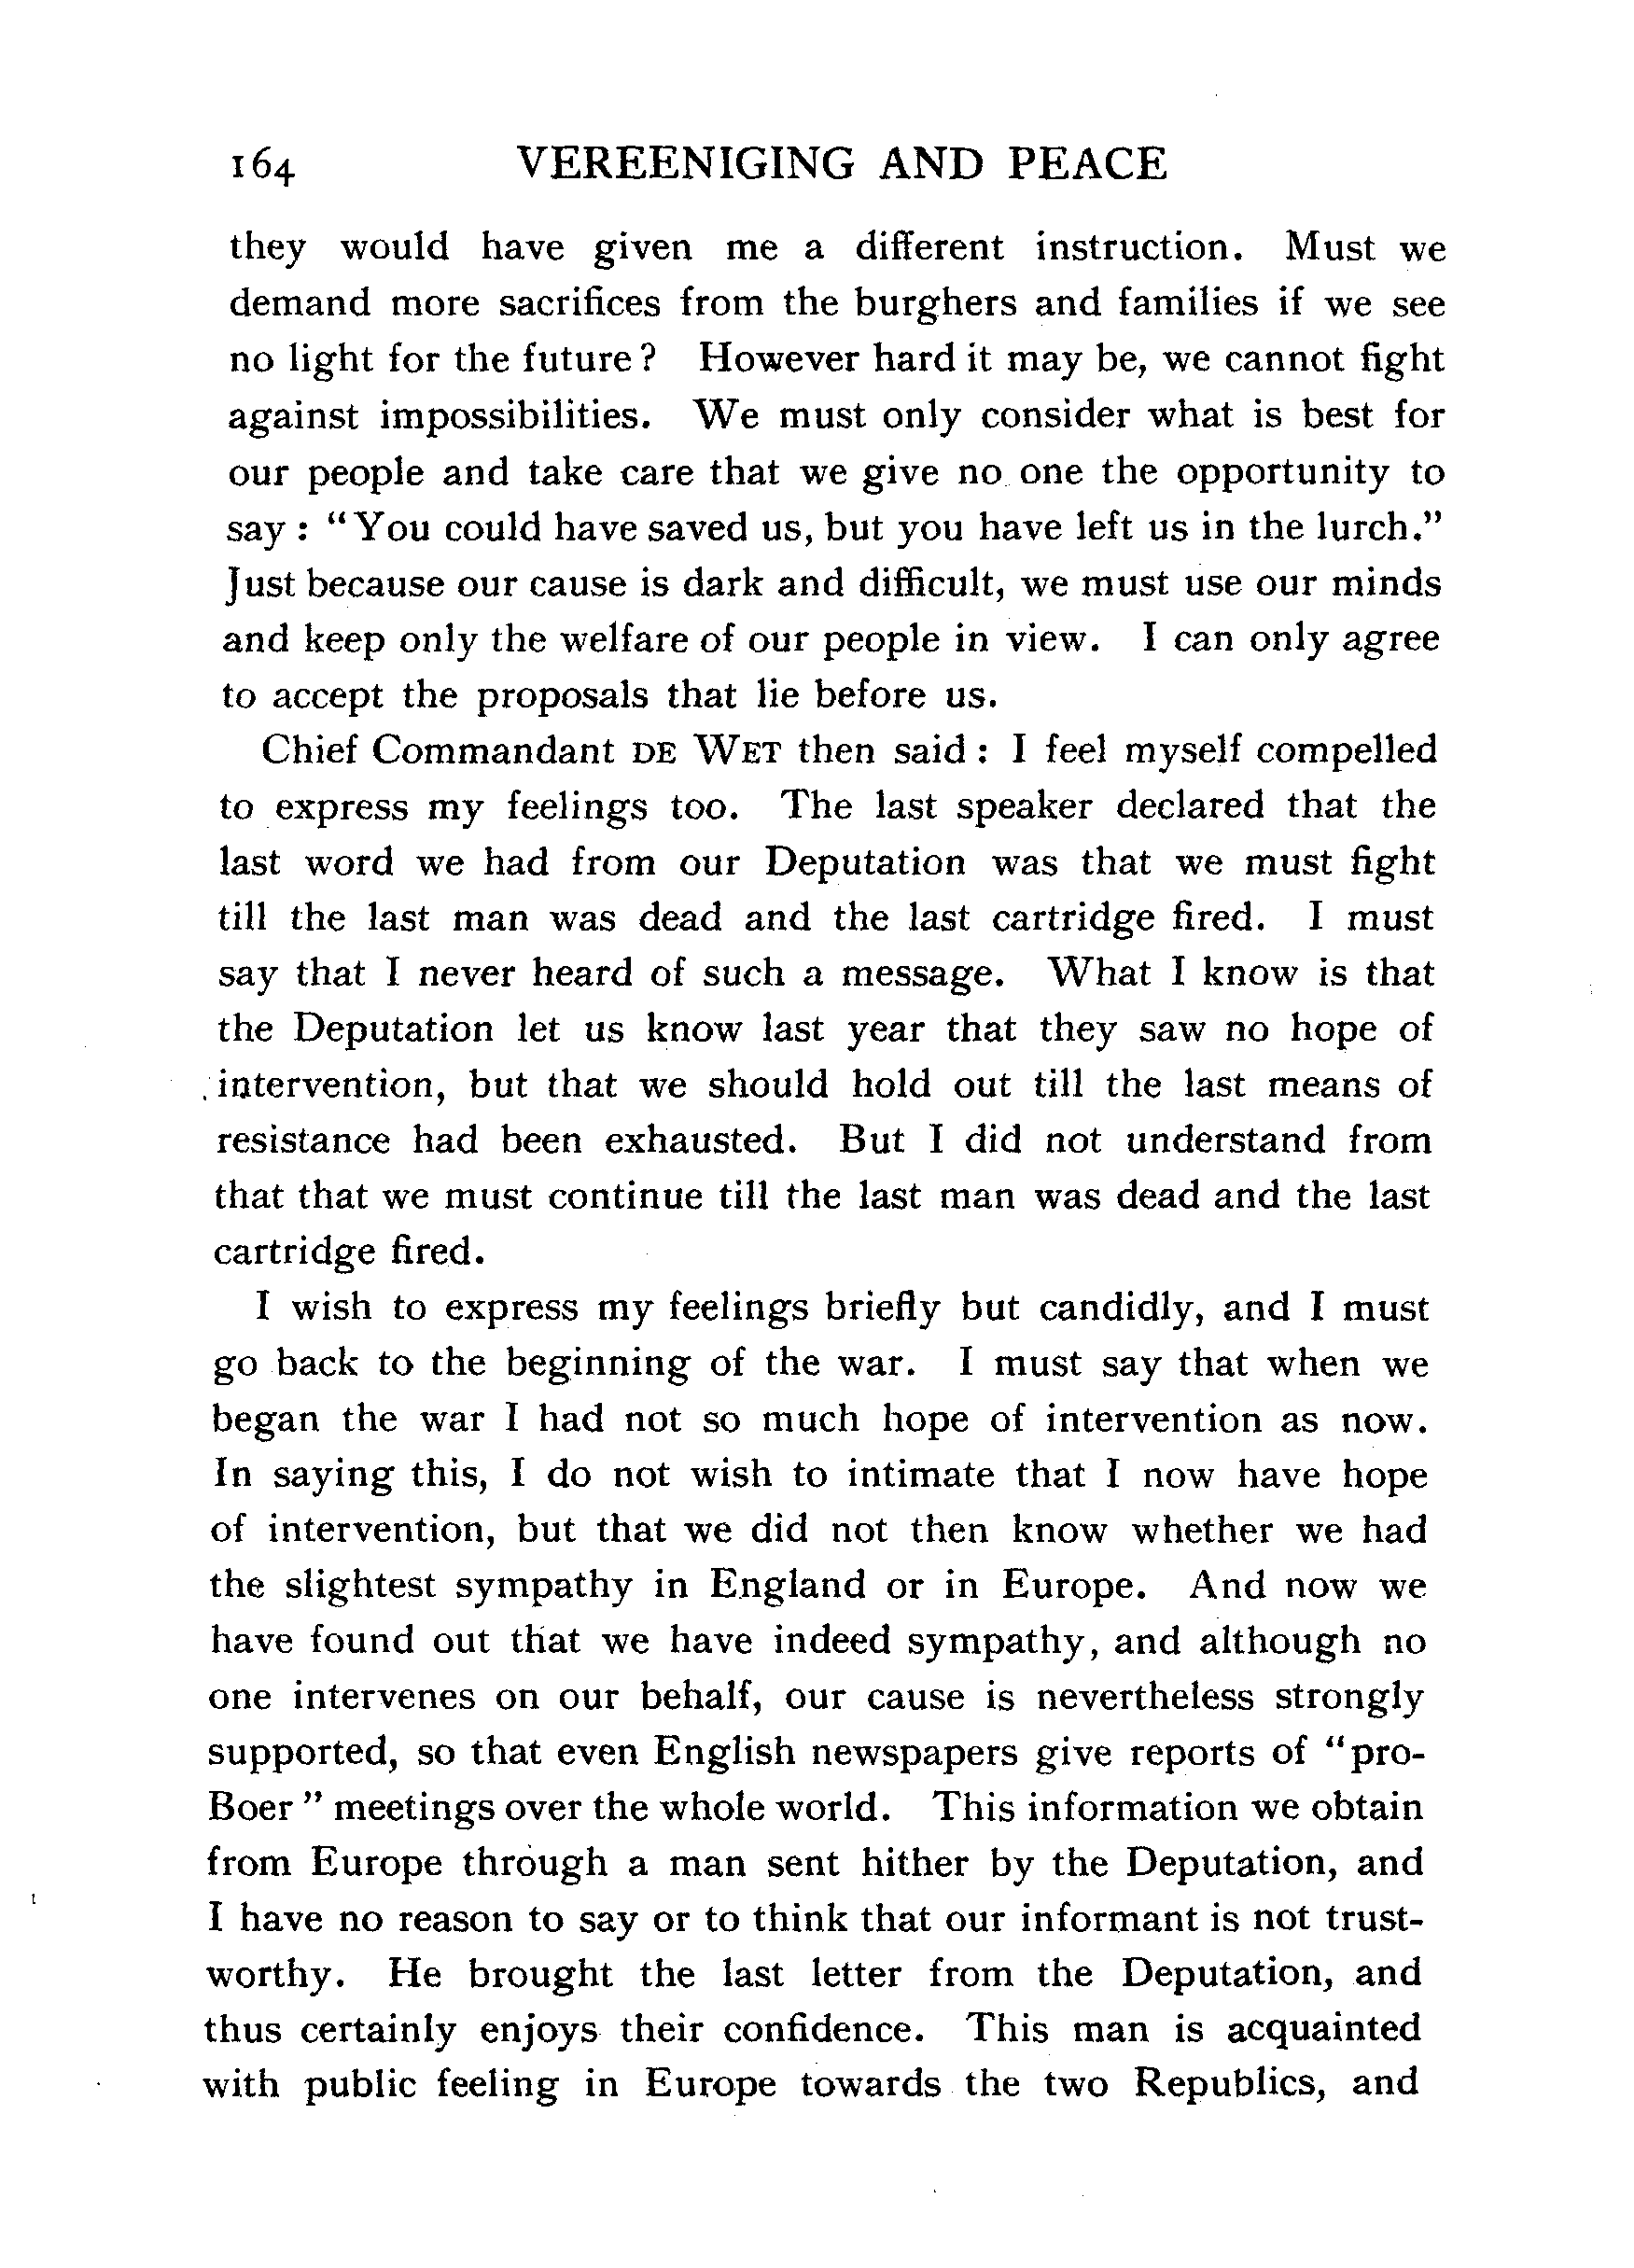 164 VEREENIGING AND PEACE
they would have given me a different instruction. Must we
demand more sacrifices from the burghers and families if we see
no light for the future? However hard it may be, we cannot fight
against impossibilities. We must only consider what is best for
our people and take care that we give no one the opportunity to
say : "You could have saved us, but you have left us in the lurch."
Just because our cause is dark and difficult, we must use our minds
and keep only the welfare of our people in view. I can only agree
to accept the proposals that lie before us.
Chief Commandant DE WET then said : I feel myself compelled
to express my feelings too. The last speaker declared that the
last word we had from our Deputation was that we must fight
till the last man was dead and the last cartridge fired. I must
say that I never heard of such a message. What I know is that
the Deputation let us know last year that they saw no hope of
intervention, but that we should hold out till the last means of
resistance had been exhausted. But I did not understand from
that that we must continue till the last man was dead and the last
cartridge fired.
I wish to express my feelings briefly but candidly, and I must
go back to the beginning of the war. I must say that when we
began the war I had not so much hope of intervention as now.
In saying this, I do not wish to intimate that I now have hope
of intervention, but that we did not then know whether we had
the slightest sympathy in England or in Europe. And now we
have found out that we have indeed sympathy, and although no
one intervenes on our behalf, our cause is nevertheless strongly
supported, so that even English newspapers give reports of "pro-
Boer" meetings over the whole world. This information we obtain
from Europe through a man sent hither by the Deputation, and
I have no reason to say or to think that our informant is not trust-
worthy. He brought the last letter from the Deputation, and
thus certainly enjoys their confidence. This man is acquainted
with public feeling in Europe towards the two Republics, and